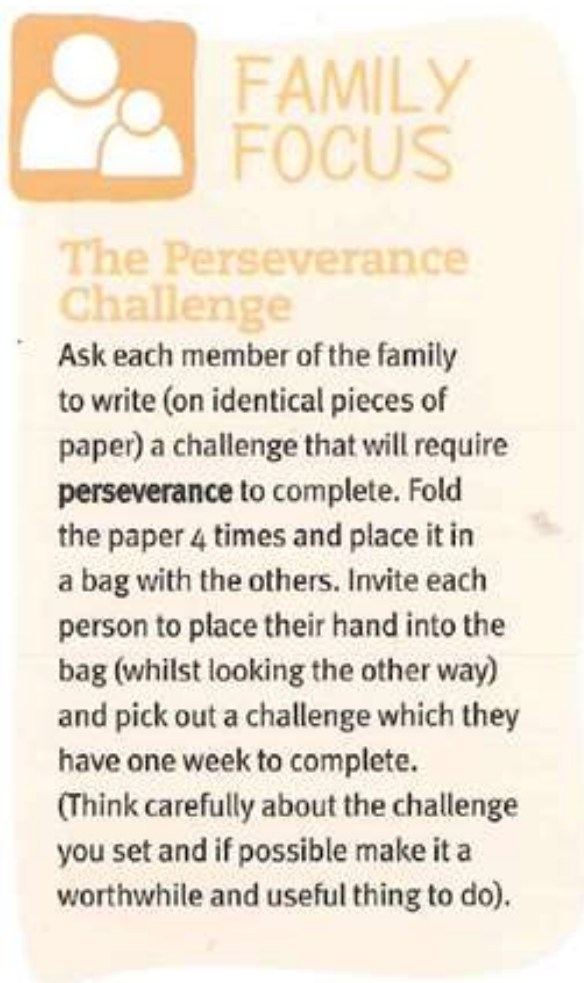 FAMILY
FOCUS
The Perseverance
Challenge
Ask each member of the family
to write (on identical pieces of
paper) a challenge that will require
perseverance to complete. Fold
the paper 4 times and place it in
a bag with the others. Invite each
person to place their hand into the
bag (whilst looking the other way)
and pick out a challenge which they
have one week to complete.
(Think carefully about the challenge
you set and if possible make it a
worthwhile and useful thing to do).